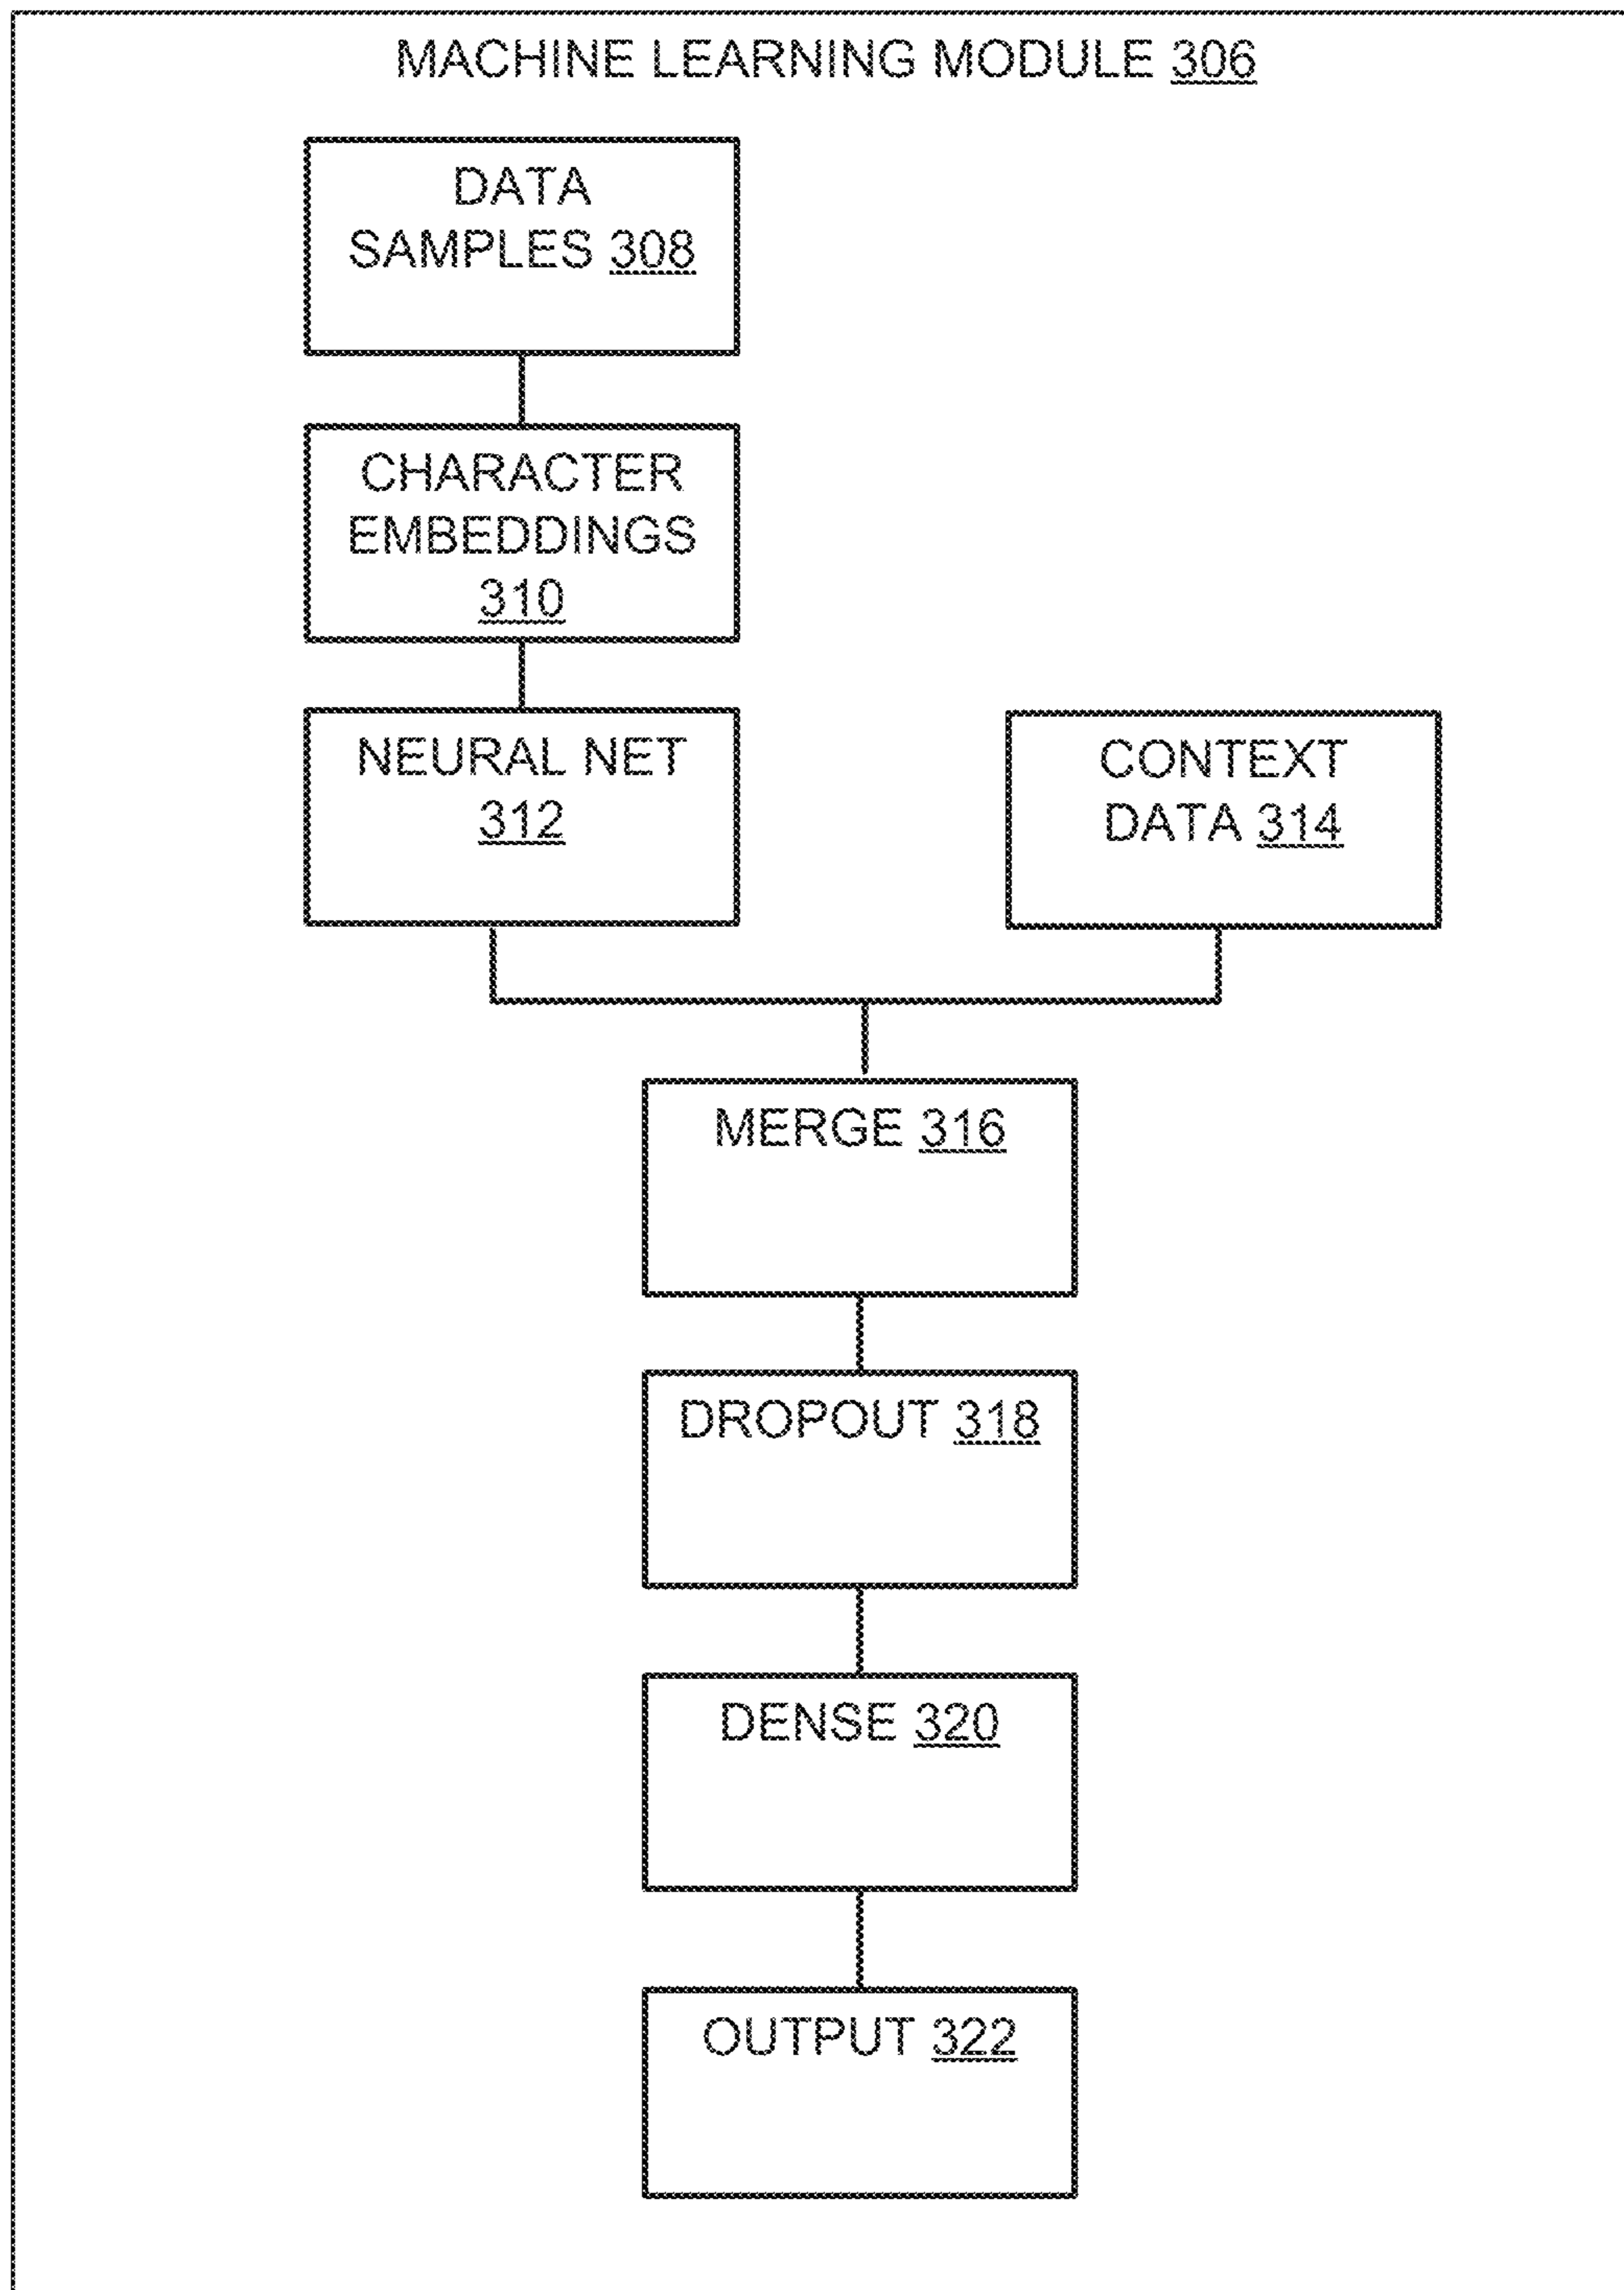 MACHINE LEARNING MODULE 306
DATA
SAMPLES 308
CHARACTER
EMBEDDINGS
310
NEURAL NET
312
CONTEXT
DATA 314
MERGE 316
DROPOUT 318
DENSE 320
OUTPUT 322